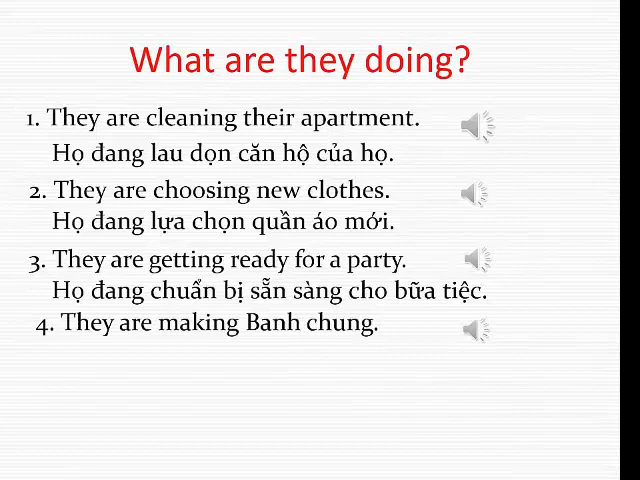 What are they doing?
1. They are cleaning their apartment.
Họ đang lau dọn căn hộ của họ.
2. They are choosing new clothes.
Họ đang lựa chọn quần áo mới.
3. They are getting ready for a party.
Họ đang chuẩn bị sẵn sàng cho bữa tiệc.
4. They are making Banh chung.